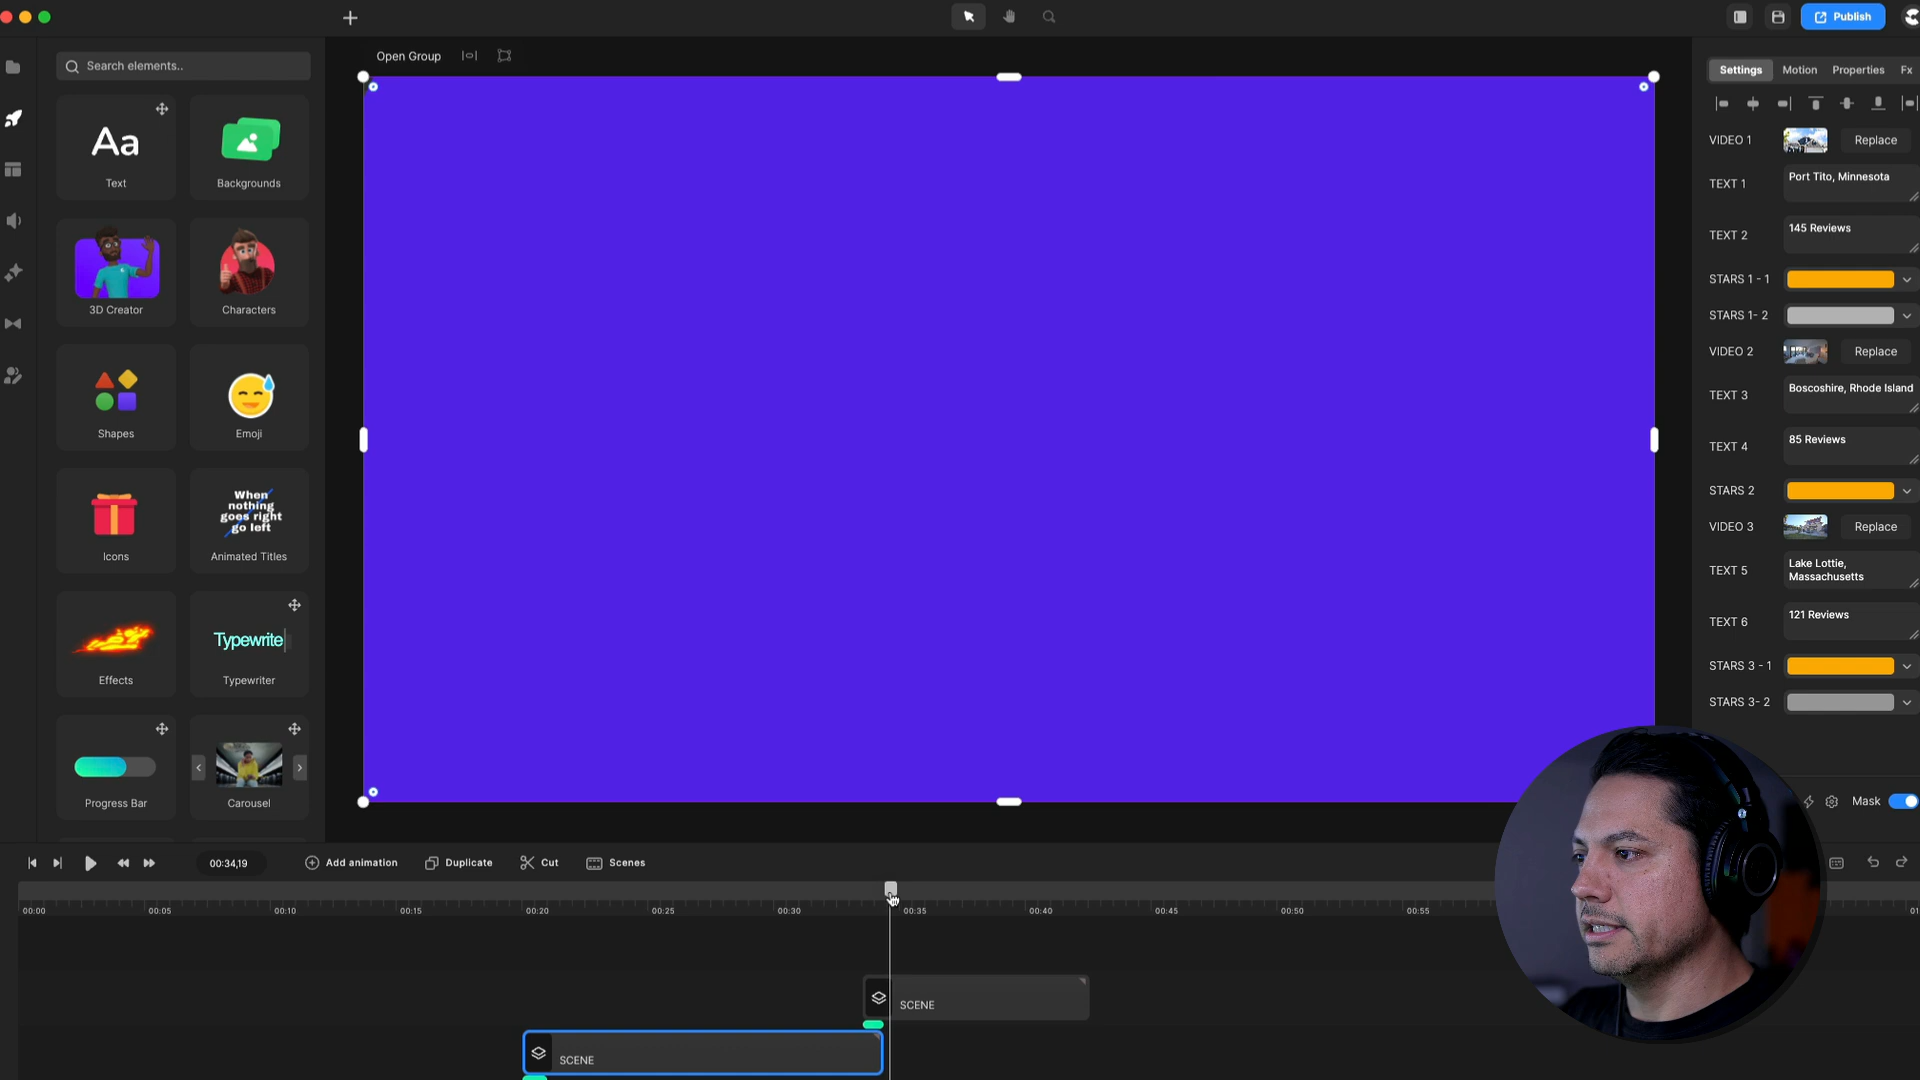 Publish
Open Group
Search elements..
Settings
Motion
Properties
Fx
Aa
Text
Backgrounds
3D Creator
Characters
Shapes
Emoji
When
nothing
goes right
go left
Icons
Animated Titles
Typewrite
Effects
Typewriter
Progress Bar
Carousel
VIDEO 1
Replace
TEXT 1
Port Tito, Minnesota
TEXT 2
145 Reviews
STARS 1 - 1
STARS 1- 2
VIDEO 2
Replace
TEXT 3
Boscoshire, Rhode Island
TEXT 4
85 Reviews
STARS 2
VIDEO 3
Replace
TEXT 5
Lake Lottie,
Massachusetts
TEXT 6
121 Reviews
STARS 3 - 1
STARS 3- 2
Mask
00:34,19
Add animation
Duplicate
Cut
Scenes
00:00
00:05
00:10
00:15
00:20
00:25
00:30
00:35
00:40
00:45
00:50
00:55
01
SCENE
SCENE